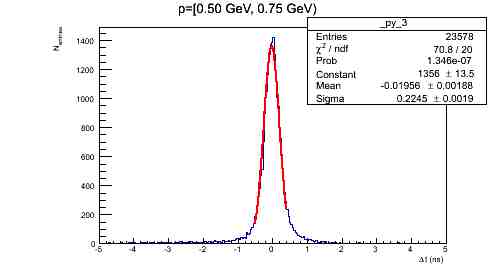 p=[0.50 GeV, 0.75 GeV)
_py_3
Entries 23578
χ² / ndf 70.8 / 20
Prob 1.346e-07
Constant 1356 ± 13.5
Mean -0.01956 ± 0.00188
Sigma 0.2245 ± 0.0019
N_entries
1400
1200
1000
800
600
400
200
0
-5 -4 -3 -2 -1 0 1 2 3 4 5
Δt (ns)